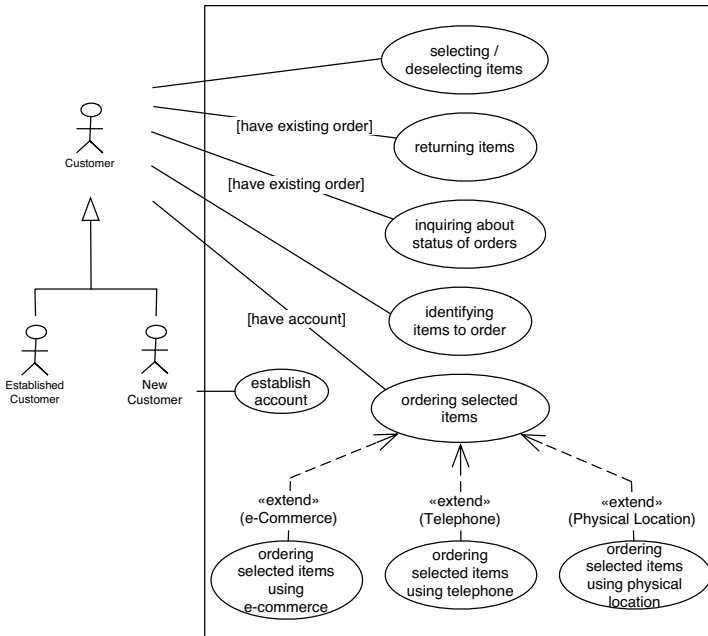 selecting /
deselecting items
[have existing order]
returning items
Customer
[have existing order]
inquiring about
status of orders
[have account]
identifying
items to order
Established
Customer
New
Customer
establish
account
ordering selected
items
«extend»
(e-Commerce)
«extend»
(Telephone)
«extend»
(Physical Location)
ordering
selected items
using
e-commerce
ordering
selected items
using telephone
ordering
selected items
using physical
location